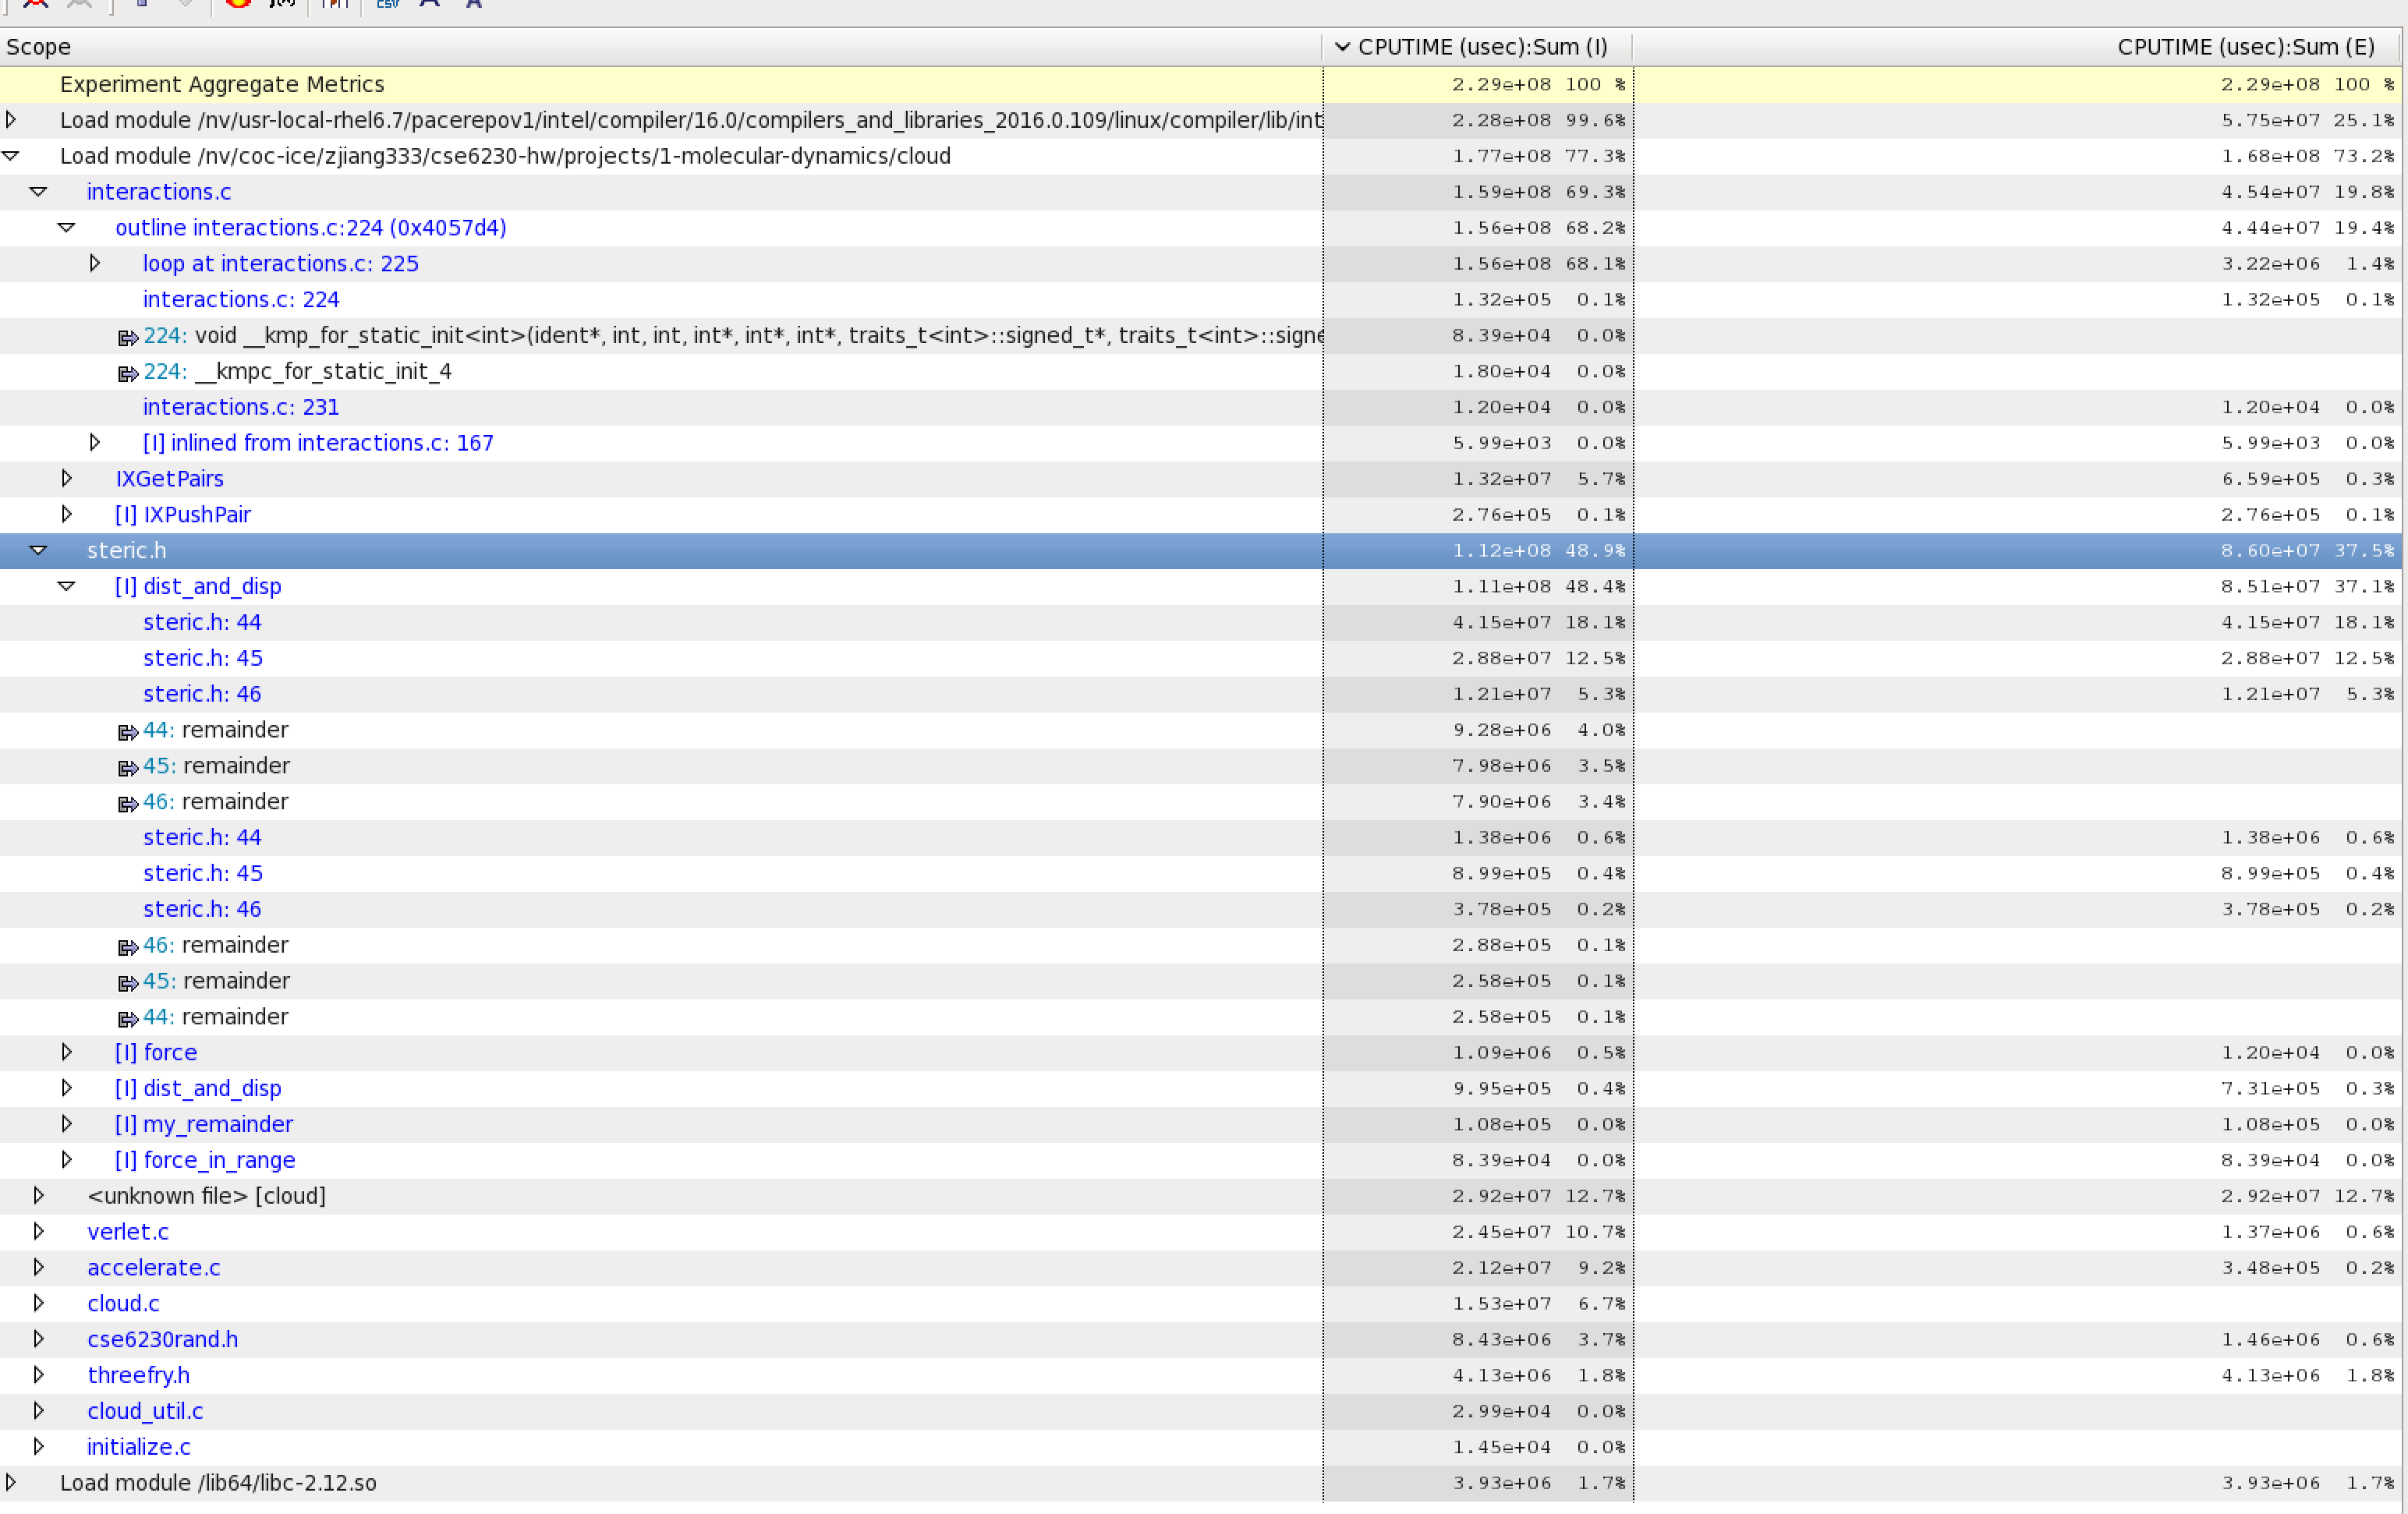 Scope CPUTIME (usec):Sum (I) CPUTIME (usec):Sum (E)
Experiment Aggregate Metrics 2.29e+08 100 % 2.29e+08 100 %
Load module /nv/usr-local-rhel6.7/pacerepov1/intel/compiler/16.0/compilers_and_libraries_2016.0.109/linux/compiler/lib/int 2.28e+08 99.6% 5.75e+07 25.1%
Load module /nv/coc-ice/zjiang333/cse6230-hw/projects/1-molecular-dynamics/cloud 1.77e+08 77.3% 1.68e+08 73.2%
interactions.c 1.59e+08 69.3% 4.54e+07 19.8%
outline interactions.c:224 (0x4057d4) 1.56e+08 68.2% 4.44e+07 19.4%
loop at interactions.c: 225 1.56e+08 68.1% 3.22e+06 1.4%
interactions.c: 224 1.32e+05 0.1% 1.32e+05 0.1%
224: void __kmp_for_static_init<int>(ident*, int, int, int*, int*, int*, traits_t<int>::signed_t*, traits_t<int>::signe 8.39e+04 0.0%
224: __kmpc_for_static_init_4 1.80e+04 0.0%
interactions.c: 231 1.20e+04 0.0% 1.20e+04 0.0%
[I] inlined from interactions.c: 167 5.99e+03 0.0% 5.99e+03 0.0%
IXGetPairs 1.32e+07 5.7% 6.59e+05 0.3%
[I] IXPushPair 2.76e+05 0.1% 2.76e+05 0.1%
steric.h 1.12e+08 48.9% 8.60e+07 37.5%
[I] dist_and_disp 1.11e+08 48.4% 8.51e+07 37.1%
steric.h: 44 4.15e+07 18.1% 4.15e+07 18.1%
steric.h: 45 2.88e+07 12.5% 2.88e+07 12.5%
steric.h: 46 1.21e+07 5.3% 1.21e+07 5.3%
44: remainder 9.28e+06 4.0%
45: remainder 7.98e+06 3.5%
46: remainder 7.90e+06 3.4%
steric.h: 44 1.38e+06 0.6% 1.38e+06 0.6%
steric.h: 45 8.99e+05 0.4% 8.99e+05 0.4%
steric.h: 46 3.78e+05 0.2% 3.78e+05 0.2%
46: remainder 2.88e+05 0.1%
45: remainder 2.58e+05 0.1%
44: remainder 2.58e+05 0.1%
[I] force 1.09e+06 0.5% 1.20e+04 0.0%
[I] dist_and_disp 9.95e+05 0.4% 7.31e+05 0.3%
[I] my_remainder 1.08e+05 0.0% 1.08e+05 0.0%
[I] force_in_range 8.39e+04 0.0% 8.39e+04 0.0%
<unknown file> [cloud] 2.92e+07 12.7% 2.92e+07 12.7%
verlet.c 2.45e+07 10.7% 1.37e+06 0.6%
accelerate.c 2.12e+07 9.2% 3.48e+05 0.2%
cloud.c 1.53e+07 6.7%
cse6230rand.h 8.43e+06 3.7% 1.46e+06 0.6%
threefry.h 4.13e+06 1.8% 4.13e+06 1.8%
cloud_util.c 2.99e+04 0.0%
initialize.c 1.45e+04 0.0%
Load module /lib64/libc-2.12.so 3.93e+06 1.7% 3.93e+06 1.7%